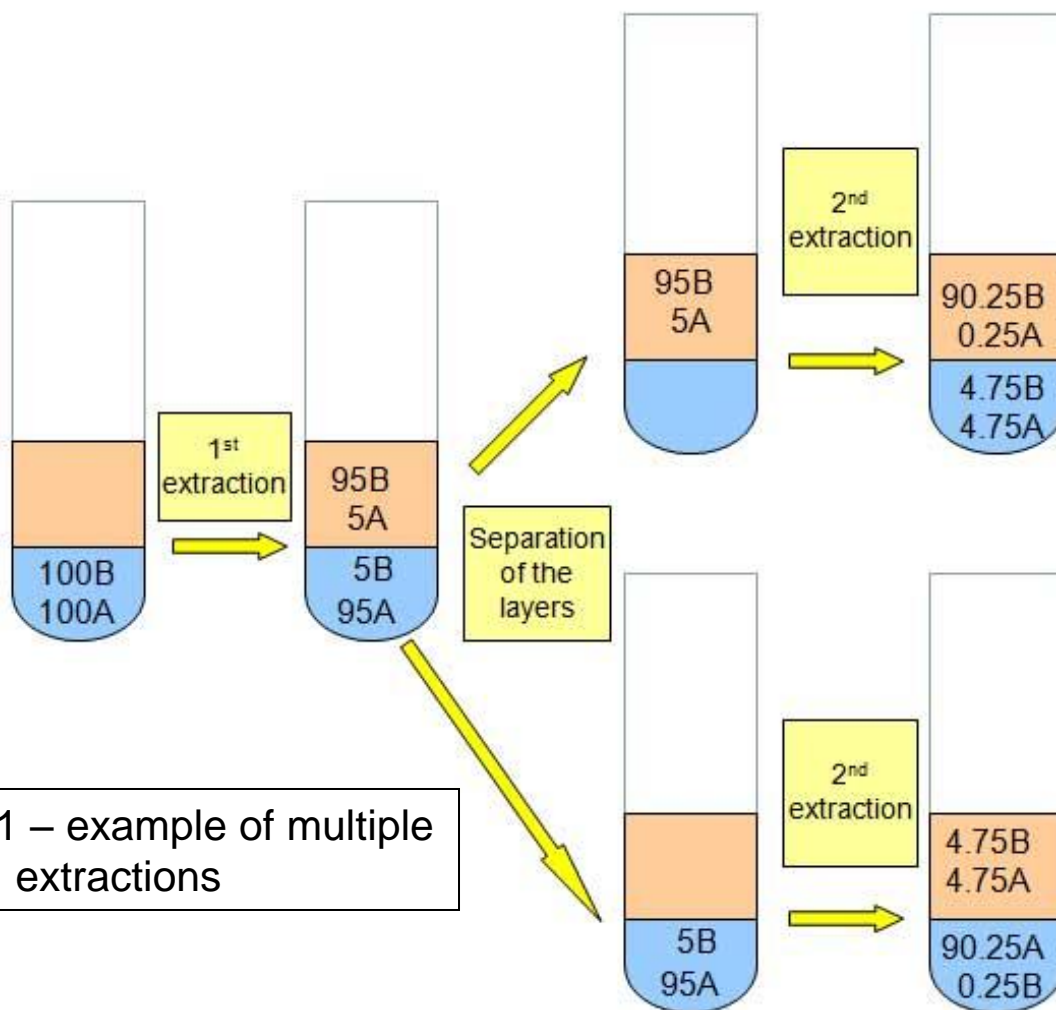 100B
100A
1st
extraction
95B
5A
5B
95A
Separation
of the
layers
95B
5A
2nd
extraction
90.25B
0.25A
4.75B
4.75A
5B
95A
2nd
extraction
4.75B
4.75A
90.25A
0.25B
1 – example of multiple
extractions